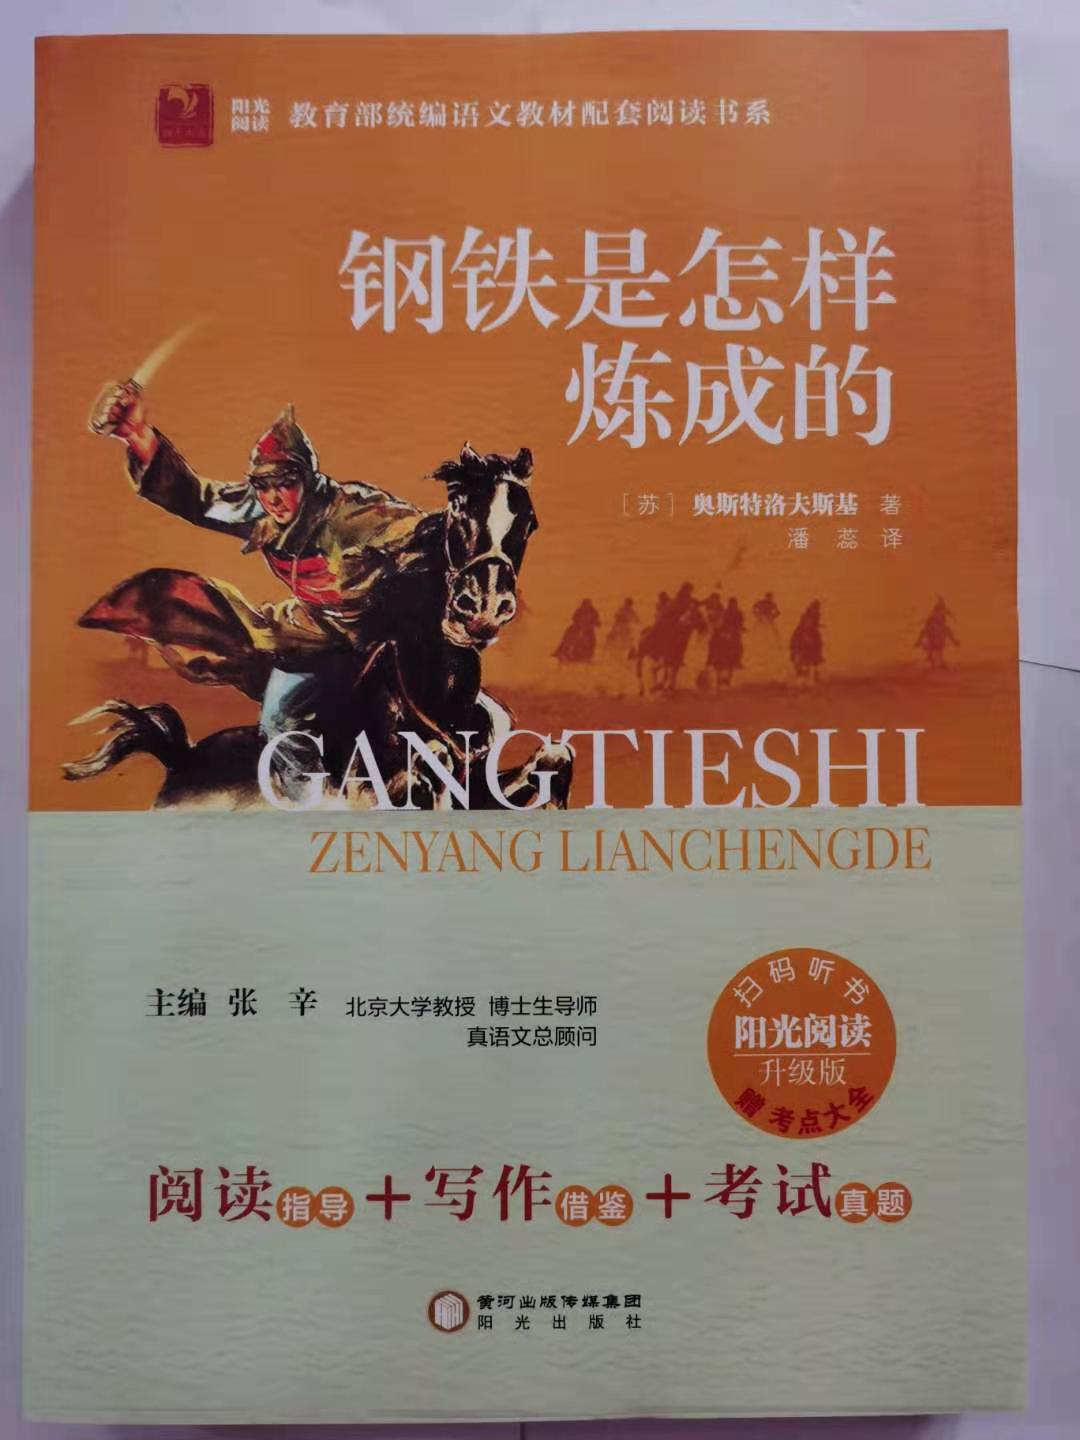 阳光
阅读
教育部统编语文教材配套阅读书系
钢铁是怎样
炼成的
[苏] 奥斯特洛夫斯基 著
潘 蕊 译
GANGTIESHI
ZENYANG LIANCHENGDE
主编 张 辛 北京大学教授 博士生导师
真语文总顾问
扫码听书
阳光阅读
升级版
赠 考点大全
阅读指导+写作借鉴+考试真题
黄河出版传媒集团
阳光出版社